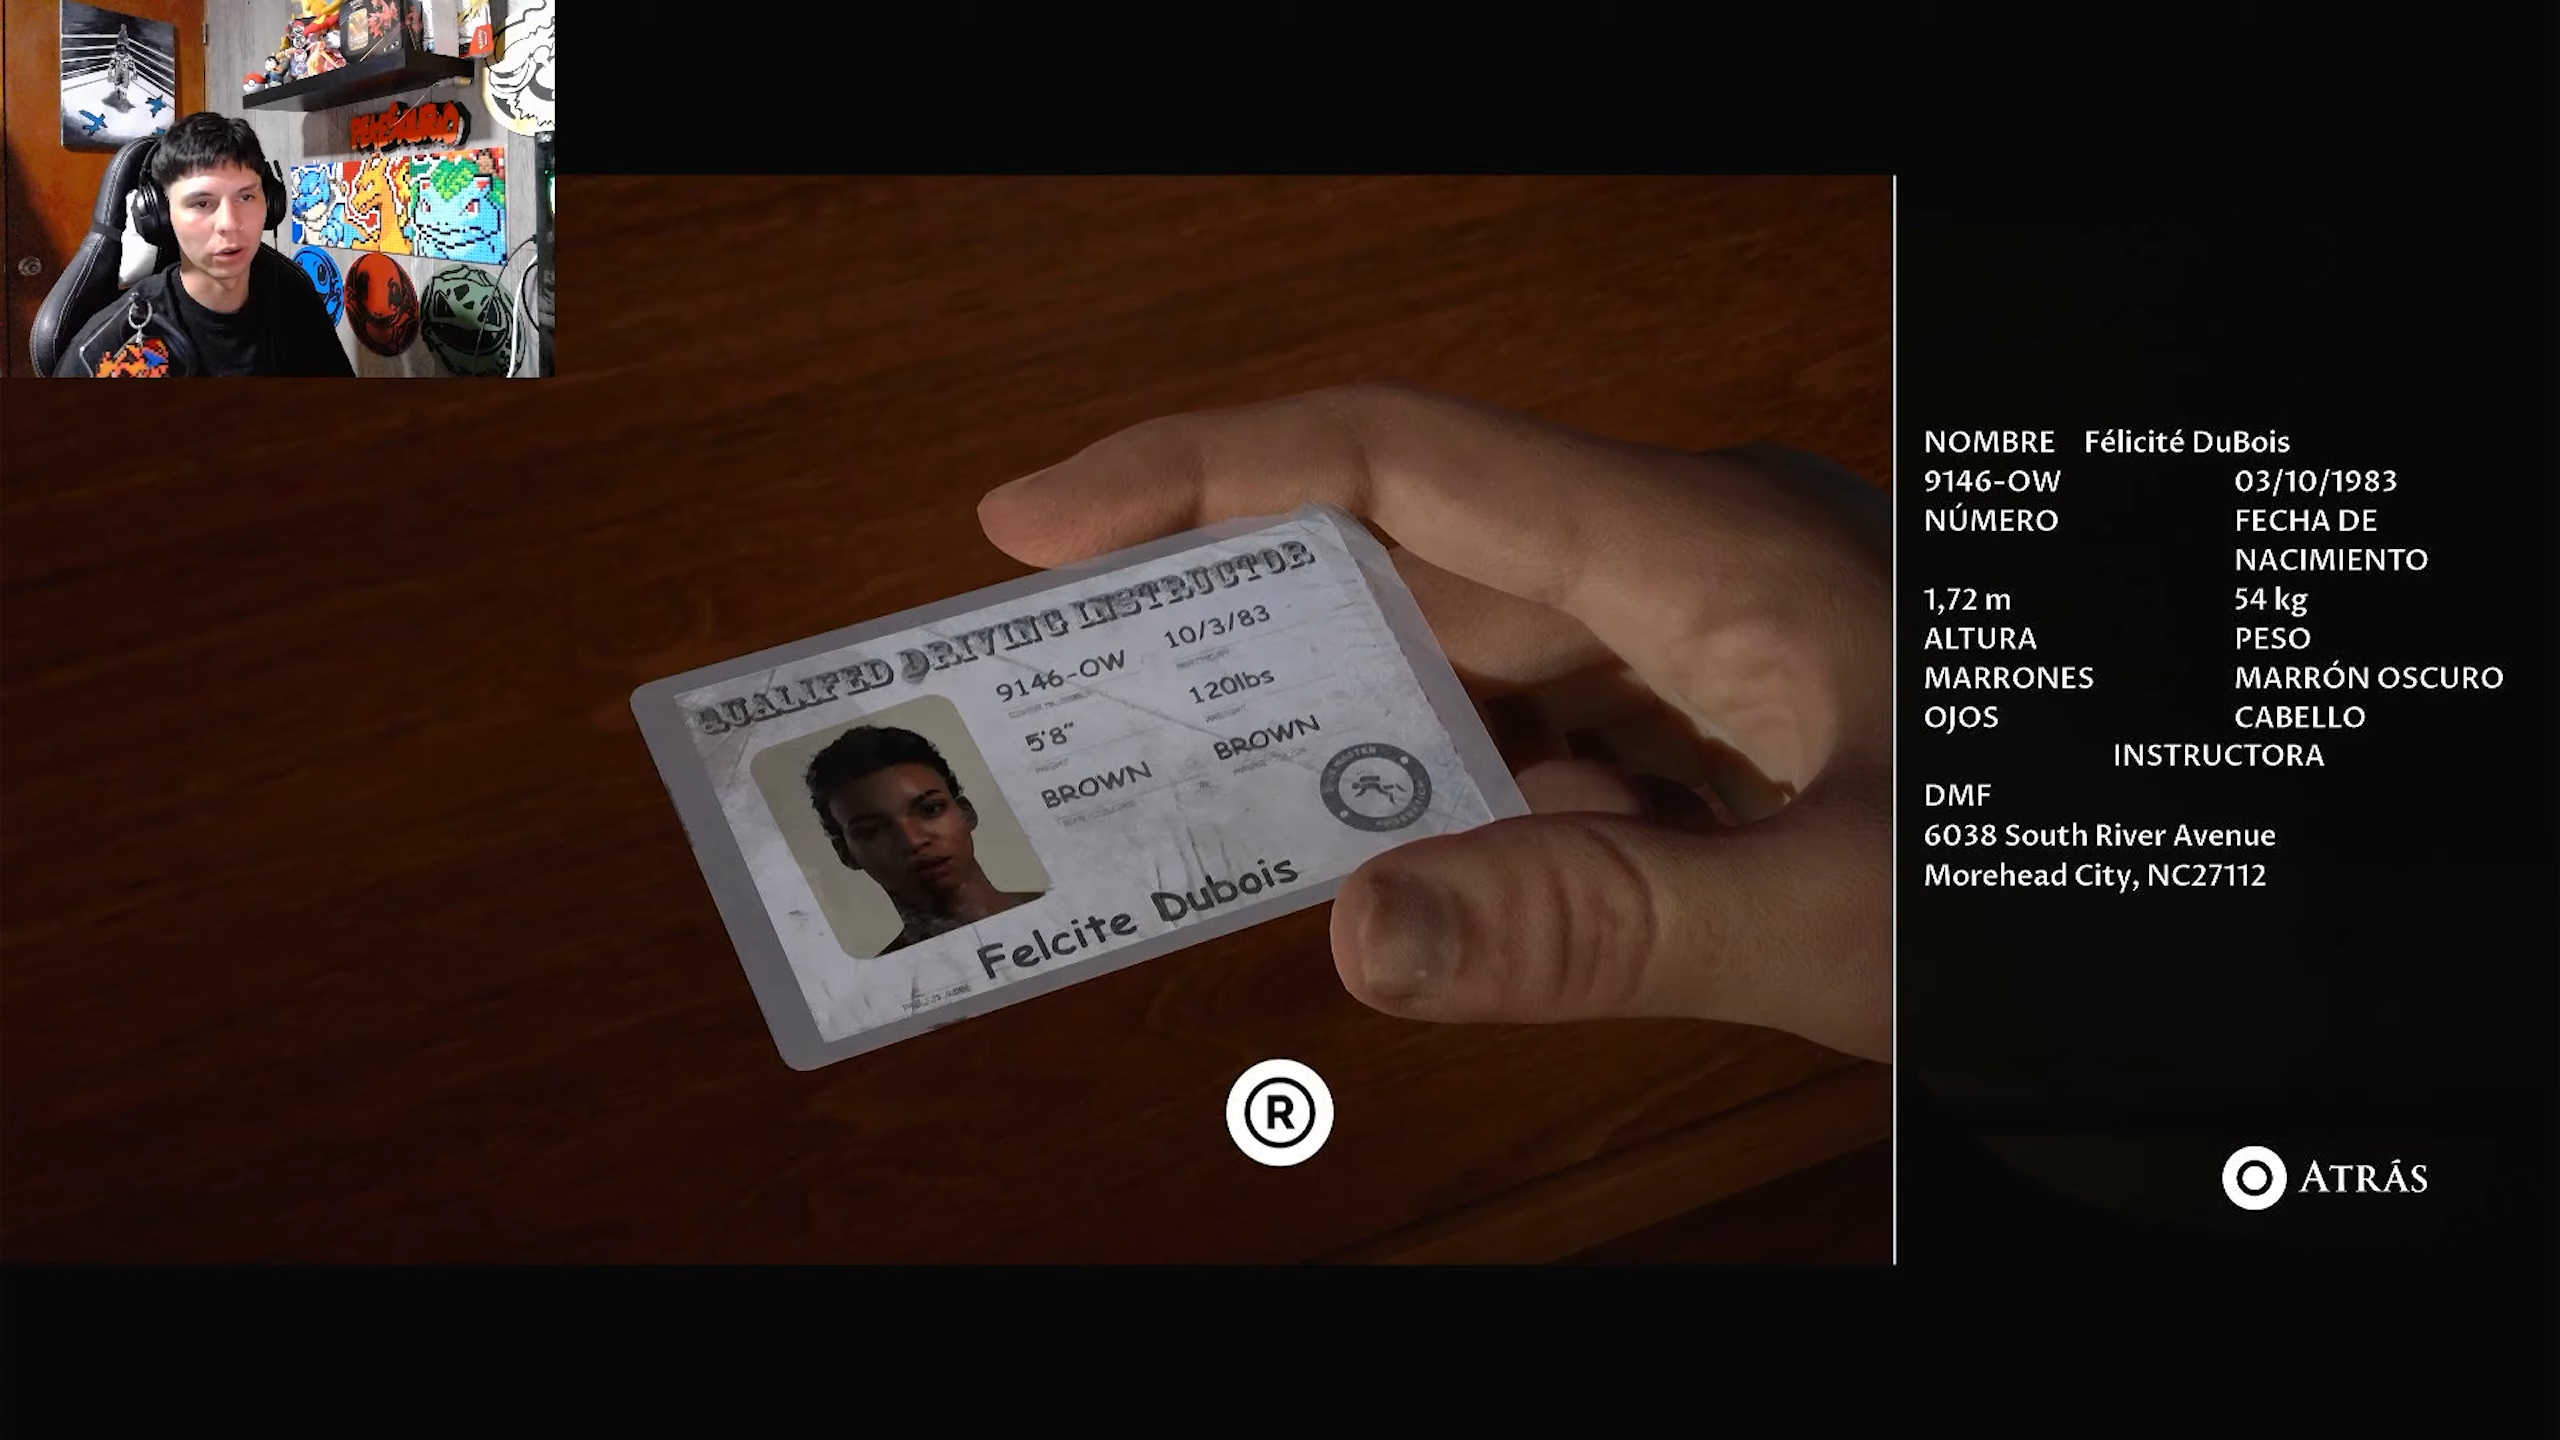 PEKESAURIO
QUALIFED DRIVING INSTRUCTOR
9146-OW 10/3/83
5'8" 120lbs
BROWN BROWN
Felcite Dubois
R
NOMBRE Félicité DuBois
9146-OW 03/10/1983
NÚMERO FECHA DE
NACIMIENTO
1,72 m 54 kg
ALTURA PESO
MARRONES MARRÓN OSCURO
OJOS CABELLO
INSTRUCTORA
DMF
6038 South River Avenue
Morehead City, NC27112
ATRÁS